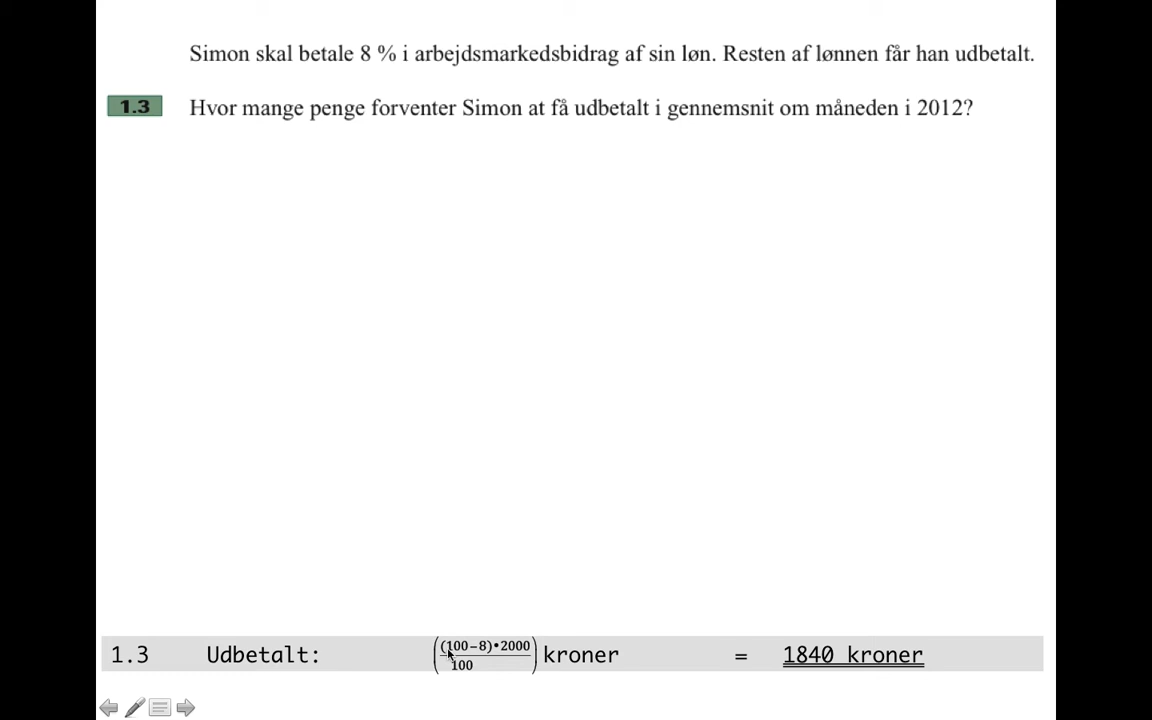 Simon skal betale 8 % i arbejdsmarkedsbidrag af sin løn. Resten af lønnen får han udbetalt.
1.3 Hvor mange penge forventer Simon at få udbetalt i gennemsnit om måneden i 2012?
1.3 Udbetalt: (((100−8)•2000)/100) kroner = 1840 kroner